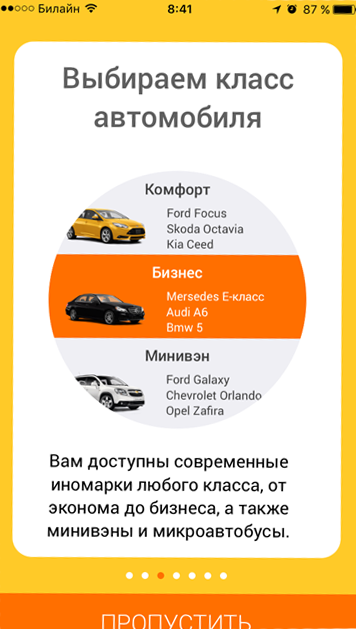 Билайн 8:41 87 %
Выбираем класс
автомобиля
Комфорт
Ford Focus
Skoda Octavia
Kia Ceed
Бизнес
Mersedes E-класс
Audi A6
Bmw 5
Минивэн
Ford Galaxy
Chevrolet Orlando
Opel Zafira
Вам доступны современные
иномарки любого класса, от
эконома до бизнеса, а также
минивэны и микроавтобусы.
ПРОПУСТИТЬ